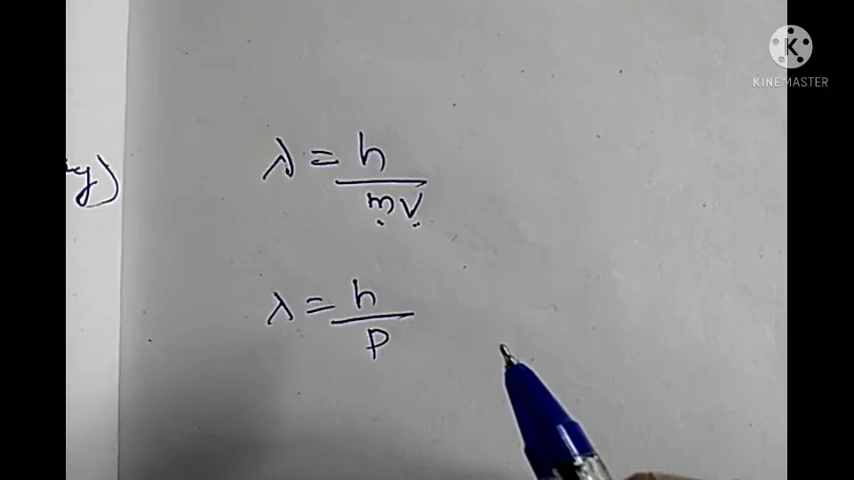 λ = h
mv
λ = h
P
KINEMASTER